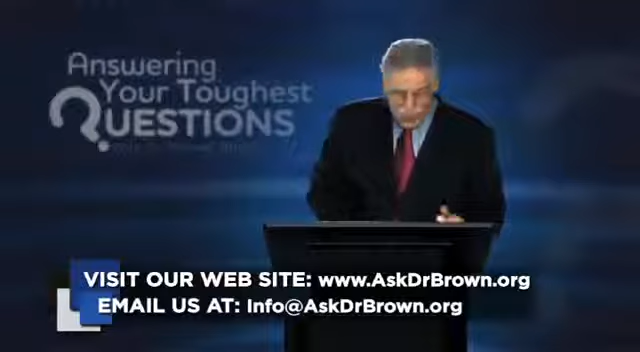 Answering
Your Toughest
QUESTIONS
VISIT OUR WEB SITE: www.AskDrBrown.org
EMAIL US AT: Info@AskDrBrown.org